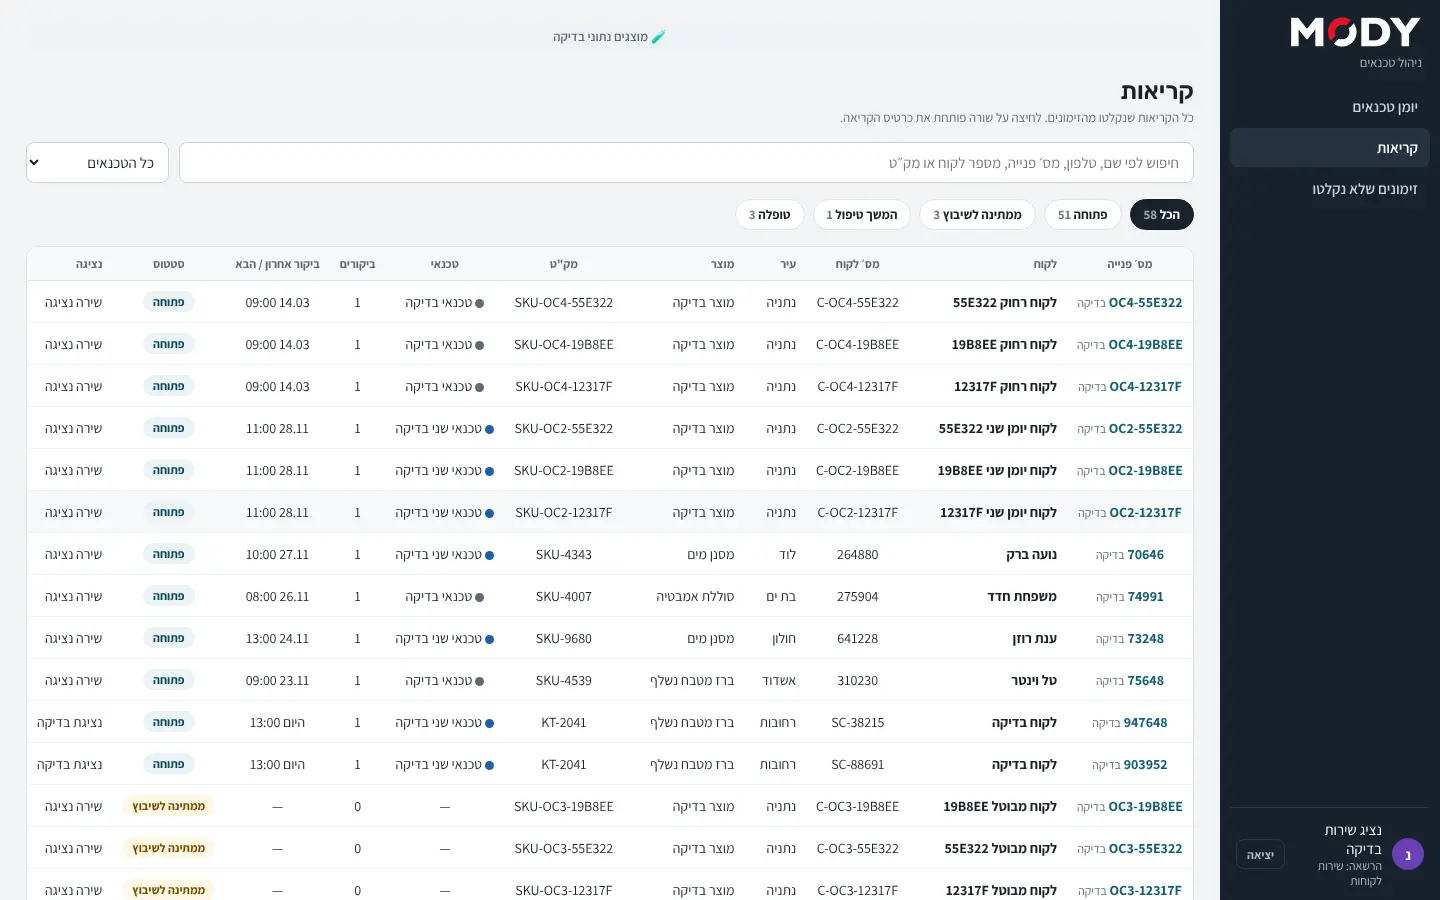 MODY
ניהול טכנאים
יומן טכנאים
קריאות
זימונים שלא נקלטו
נציג שירות בדיקה
הרשאה: שירות לקוחות
נ
יציאה
🧪 מוצגים נתוני בדיקה
קריאות
כל הקריאות שנקלטו מהזימונים. לחיצה על שורה פותחת את כרטיס הקריאה.
חיפוש לפי שם, טלפון, מס׳ פנייה, מספר לקוח או מק״ט
כל הטכנאים
הכל 58 פתוחה 51 ממתינה לשיבוץ 3 המשך טיפול 1 טופלה 3
מס׳ פנייה לקוח מס׳ לקוח עיר מוצר מק"ט טכנאי ביקורים ביקור אחרון / הבא סטטוס נציגה
OC4-55E322 בדיקה לקוח רחוק 55E322 C-OC4-55E322 נתניה מוצר בדיקה SKU-OC4-55E322 טכנאי בדיקה 1 14.03 09:00 פתוחה שירה נציגה
OC4-19B8EE בדיקה לקוח רחוק 19B8EE C-OC4-19B8EE נתניה מוצר בדיקה SKU-OC4-19B8EE טכנאי בדיקה 1 14.03 09:00 פתוחה שירה נציגה
OC4-12317F בדיקה לקוח רחוק 12317F C-OC4-12317F נתניה מוצר בדיקה SKU-OC4-12317F טכנאי בדיקה 1 14.03 09:00 פתוחה שירה נציגה
OC2-55E322 בדיקה לקוח יומן שני 55E322 C-OC2-55E322 נתניה מוצר בדיקה SKU-OC2-55E322 טכנאי שני בדיקה 1 28.11 11:00 פתוחה שירה נציגה
OC2-19B8EE בדיקה לקוח יומן שני 19B8EE C-OC2-19B8EE נתניה מוצר בדיקה SKU-OC2-19B8EE טכנאי שני בדיקה 1 28.11 11:00 פתוחה שירה נציגה
OC2-12317F בדיקה לקוח יומן שני 12317F C-OC2-12317F נתניה מוצר בדיקה SKU-OC2-12317F טכנאי שני בדיקה 1 28.11 11:00 פתוחה שירה נציגה
70646 בדיקה נועה ברק 264880 לוד מסנן מים SKU-4343 טכנאי שני בדיקה 1 27.11 10:00 פתוחה שירה נציגה
74991 בדיקה משפחת חדד 275904 בת ים סוללת אמבטיה SKU-4007 טכנאי בדיקה 1 26.11 08:00 פתוחה שירה נציגה
73248 בדיקה ענת רוזן 641228 חולון מסנן מים SKU-9680 טכנאי שני בדיקה 1 24.11 13:00 פתוחה שירה נציגה
75648 בדיקה טל וינטר 310230 אשדוד ברז מטבח נשלף SKU-4539 טכנאי בדיקה 1 23.11 09:00 פתוחה שירה נציגה
947648 בדיקה לקוח בדיקה SC-38215 רחובות ברז מטבח נשלף KT-2041 טכנאי שני בדיקה 1 היום 13:00 פתוחה נציגת בדיקה
903952 בדיקה לקוח בדיקה SC-88691 רחובות ברז מטבח נשלף KT-2041 טכנאי שני בדיקה 1 היום 13:00 פתוחה נציגת בדיקה
OC3-19B8EE בדיקה לקוח מבוטל 19B8EE C-OC3-19B8EE נתניה מוצר בדיקה SKU-OC3-19B8EE — 0 — ממתינה לשיבוץ שירה נציגה
OC3-55E322 בדיקה לקוח מבוטל 55E322 C-OC3-55E322 נתניה מוצר בדיקה SKU-OC3-55E322 — 0 — ממתינה לשיבוץ שירה נציגה
OC3-12317F בדיקה לקוח מבוטל 12317F C-OC3-12317F נתניה מוצר בדיקה SKU-OC3-12317F — 0 — ממתינה לשיבוץ שירה נציגה